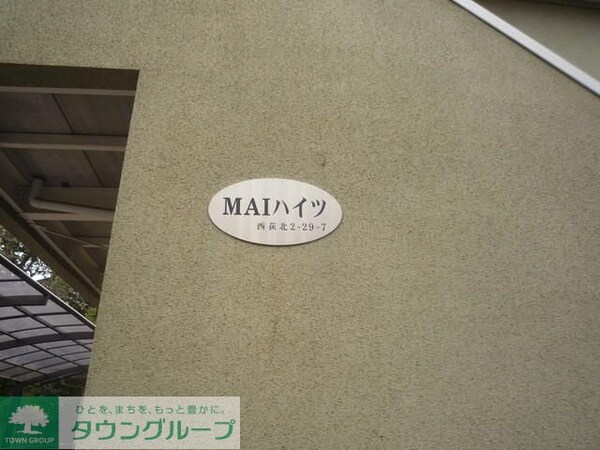 MAIハイツ
西荻北2-29-7
ひとを、まちを、もっと豊かに。
TOWN GROUP
タウングループ